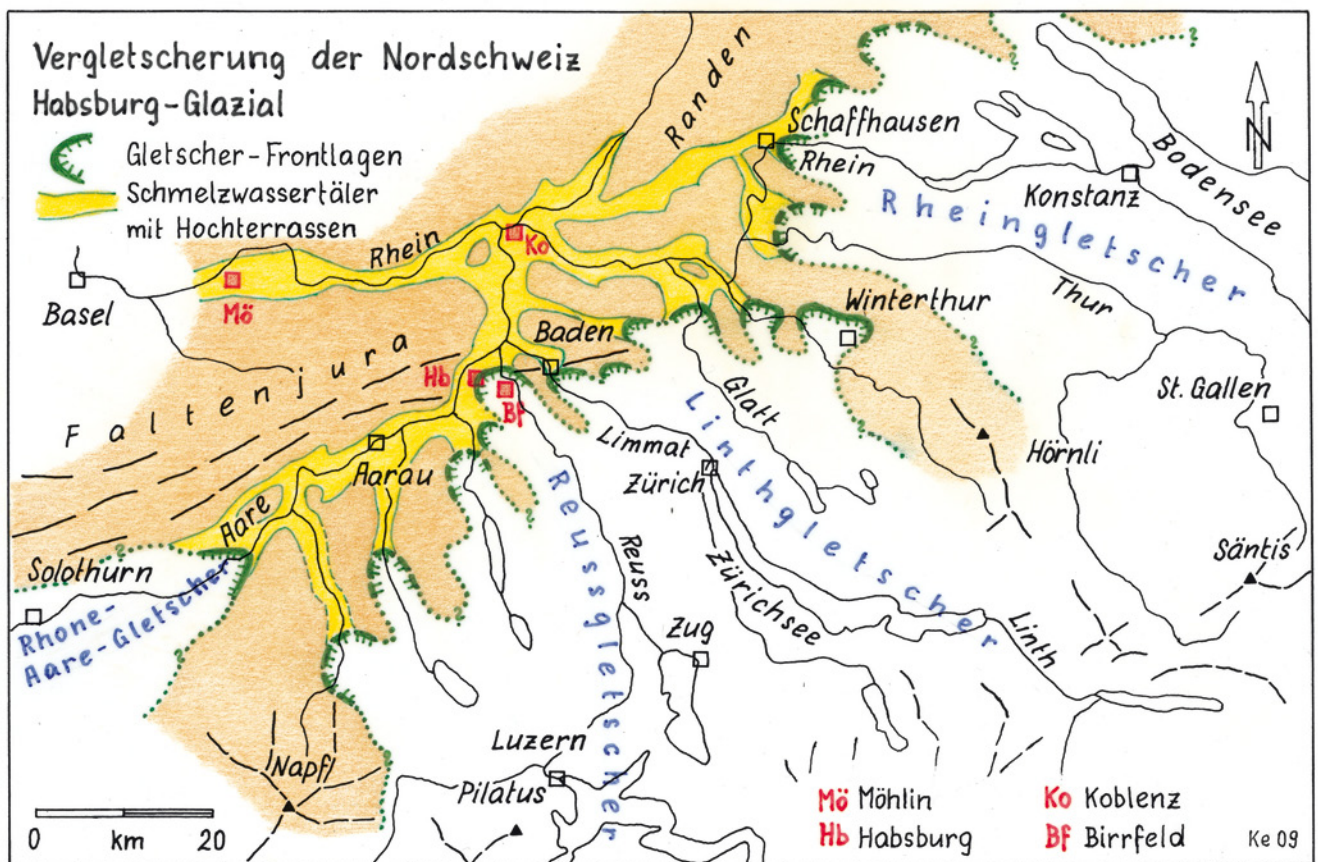 Vergletscherung der Nordschweiz
Habsburg-Glazial
Gletscher-Frontlagen
Schmelzwassertäler
mit Hochterrassen
Randen
Schaffhausen
Rhein
Konstanz
Bodensee
N
Rheingletscher
Rhein
Ko
Basel
Mö
Winterthur
Thur
Baden
Faltenjura
Hb
Bf
Glatt
St. Gallen
Limmat
Zürich
Linthgletscher
Hörnli
Aarau
Aare
Reussgletscher
Reuss
Solothurn
Rhone-
Aare-Gletscher
Zürichsee
Säntis
Zug
Linth
Luzern
Napf
Pilatus
0 km 20
Mö Möhlin
Hb Habsburg
Ko Koblenz
Bf Birrfeld
Ke 09
?
?
?
?
?
?
?
?
?
?